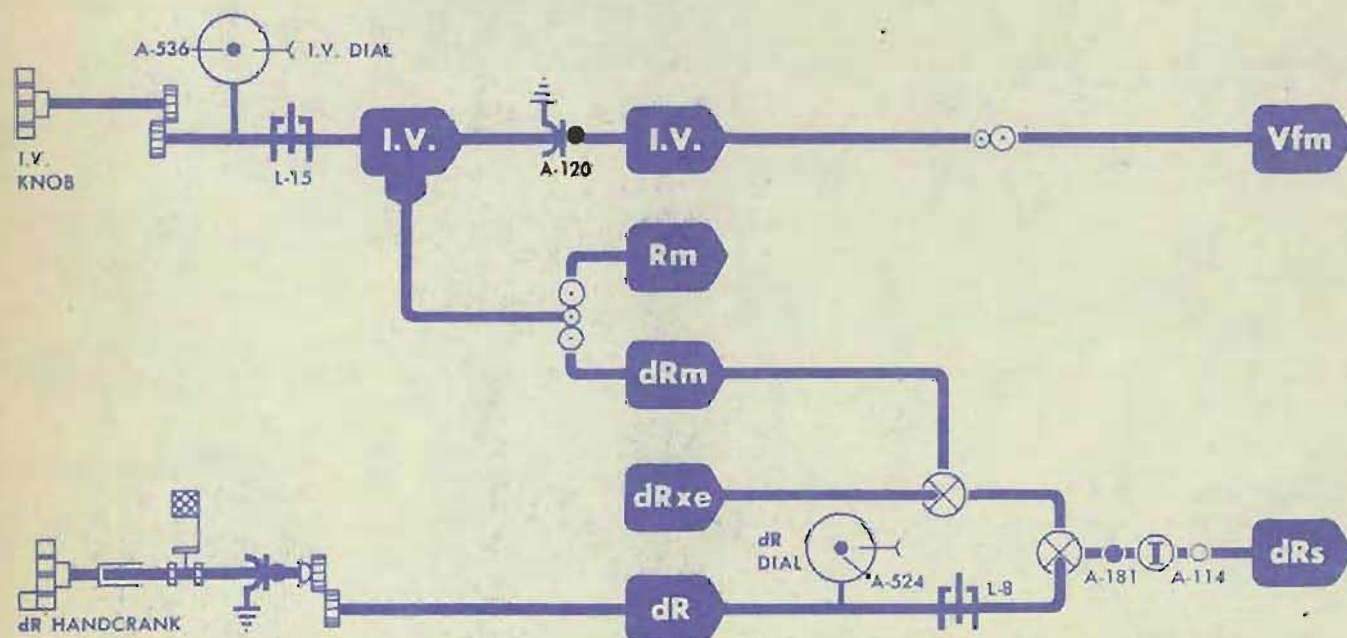 A-536
I.V. DIAL
I.V.
KNOB
L-15
I.V.
A-120
I.V.
Vfm
Rm
dRm
dRxe
dR
DIAL
A-524
L-8
A-181
I
A-114
dRs
dR HANDCRANK
dR